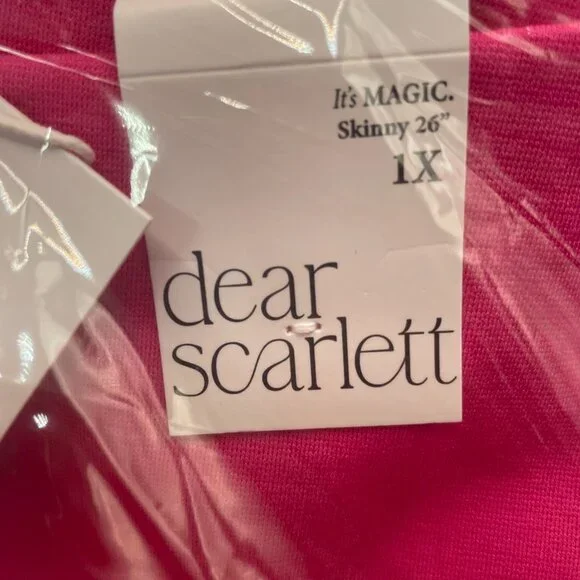 It's MAGIC.
Skinny 26”
1X
dear
scarlett